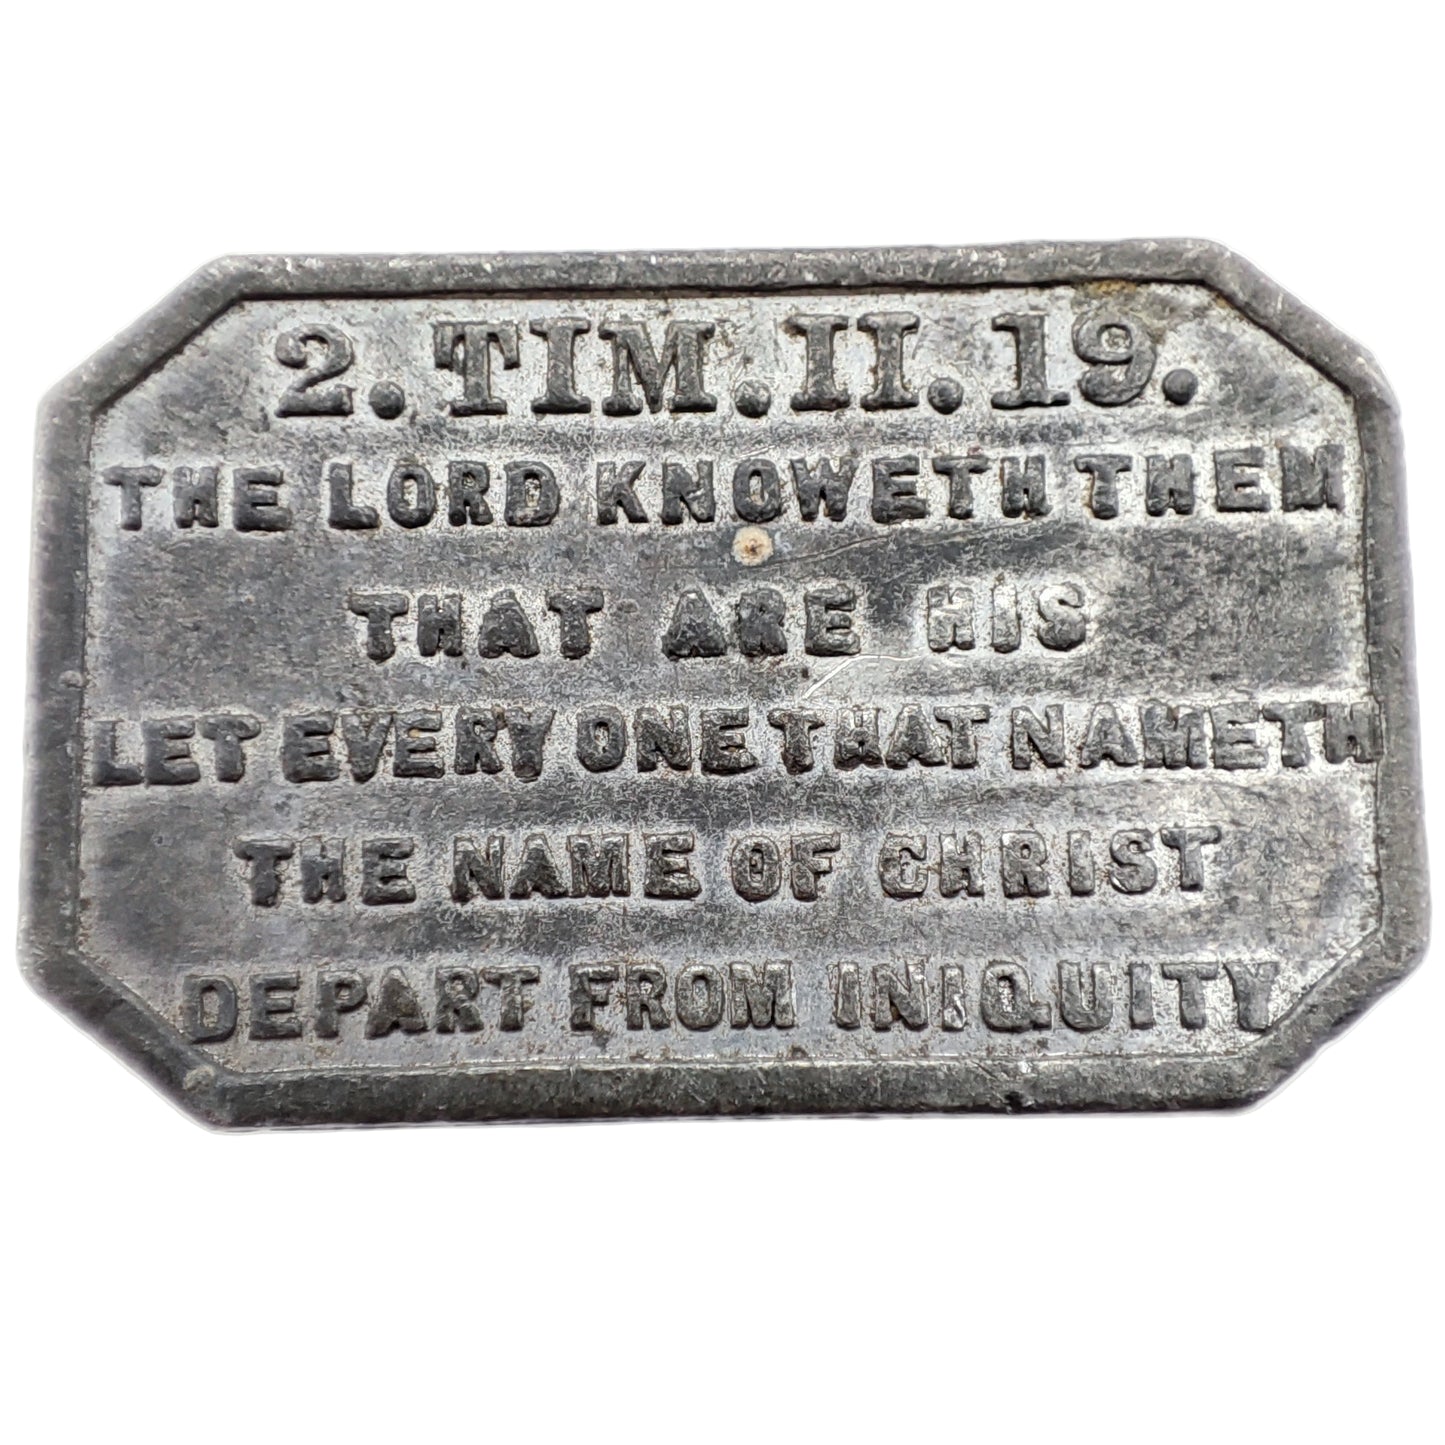 2. TIM. II. 19.
THE LORD KNOWETH THEM
THAT ARE HIS
LET EVERY ONE THAT NAMETH
THE NAME OF CHRIST
DEPART FROM INIQUITY